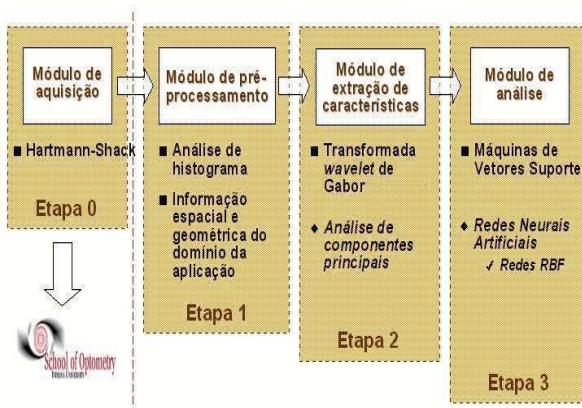 Módulo de
aquisição
■ Hartmann-Shack
Etapa 0
School of Optometry
INDIANA UNIVERSITY
Módulo de pré-
processamento
■ Análise de
histograma
■ Informação
espacial e
geométrica do
domínio da
aplicação
Etapa 1
Módulo de
extração de
características
■ Transformada
wavelet de
Gabor
♦ Análise de
componentes
principais
Etapa 2
Módulo de
análise
■ Máquinas de
Vetores Suporte
♦ Redes Neurais
Artificiais
✓ Redes RBF
Etapa 3